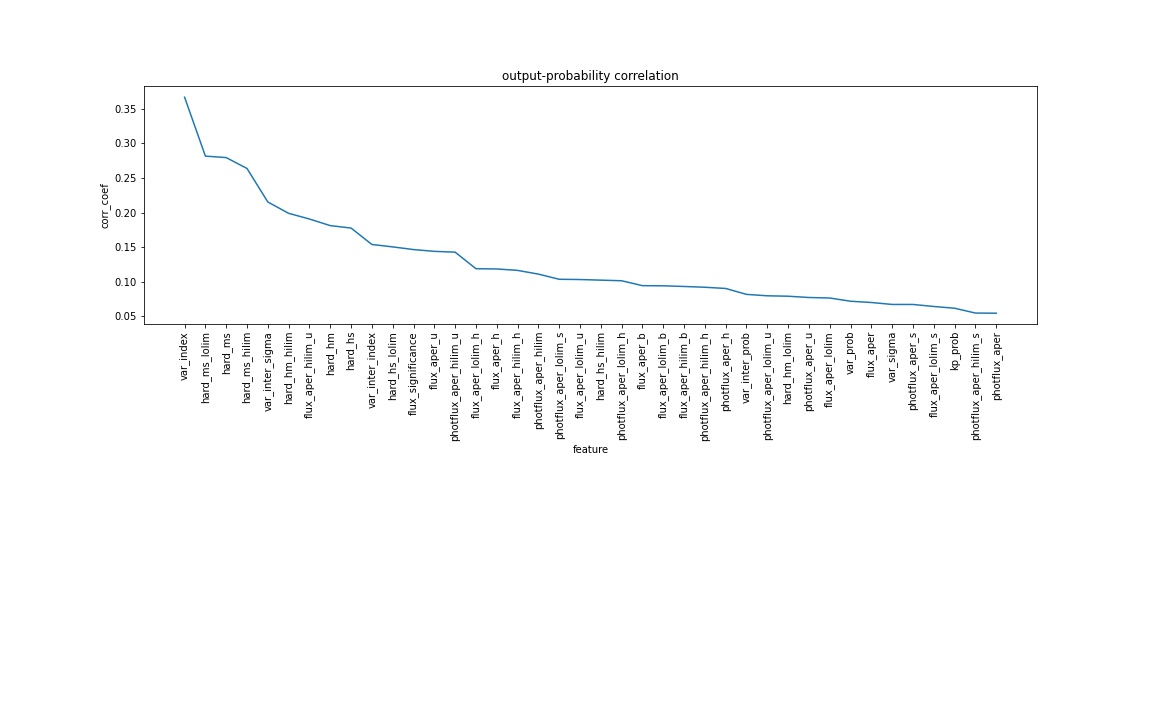 output-probability correlation
0.35
0.30
0.25
0.20
0.15
0.10
0.05
corr_coef
var_index
hard_ms_lolim
hard_ms
hard_ms_hilim
var_inter_sigma
hard_hm_hilim
flux_aper_hilim_u
hard_hm
hard_hs
var_inter_index
hard_hs_lolim
flux_significance
flux_aper_u
photflux_aper_hilim_u
flux_aper_lolim_h
flux_aper_h
flux_aper_hilim_h
photflux_aper_hilim
photflux_aper_lolim_s
flux_aper_lolim_u
hard_hs_hilim
photflux_aper_lolim_h
flux_aper_b
flux_aper_lolim_b
flux_aper_hilim_b
photflux_aper_hilim_h
photflux_aper_h
var_inter_prob
photflux_aper_lolim_u
hard_hm_lolim
photflux_aper_u
flux_aper_lolim
var_prob
flux_aper
var_sigma
photflux_aper_s
flux_aper_lolim_s
kp_prob
photflux_aper_hilim_s
photflux_aper
feature